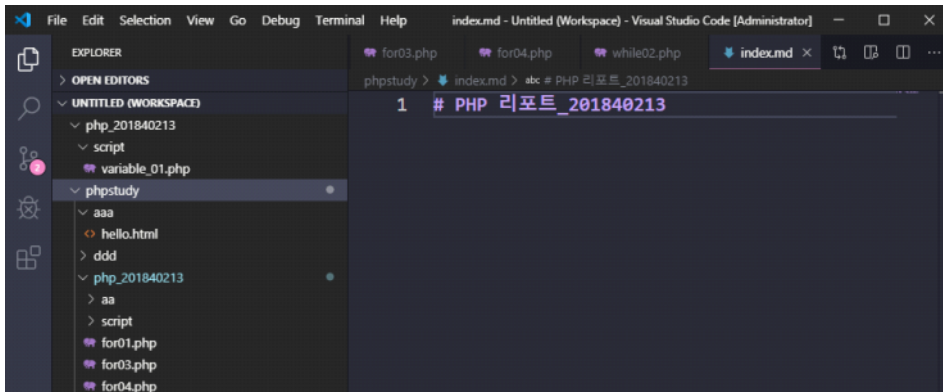 File Edit Selection View Go Debug Terminal Help index.md - Untitled (Workspace) - Visual Studio Code [Administrator]
EXPLORER
for03.php for04.php while02.php index.md
OPEN EDITORS
phpstudy > index.md > abc # PHP 리포트_201840213
UNTITLED (WORKSPACE)
1 # PHP 리포트_201840213
php_201840213
script
variable_01.php
2
phpstudy
aaa
<> hello.html
ddd
php_201840213
aa
script
for01.php
for03.php
for04.php